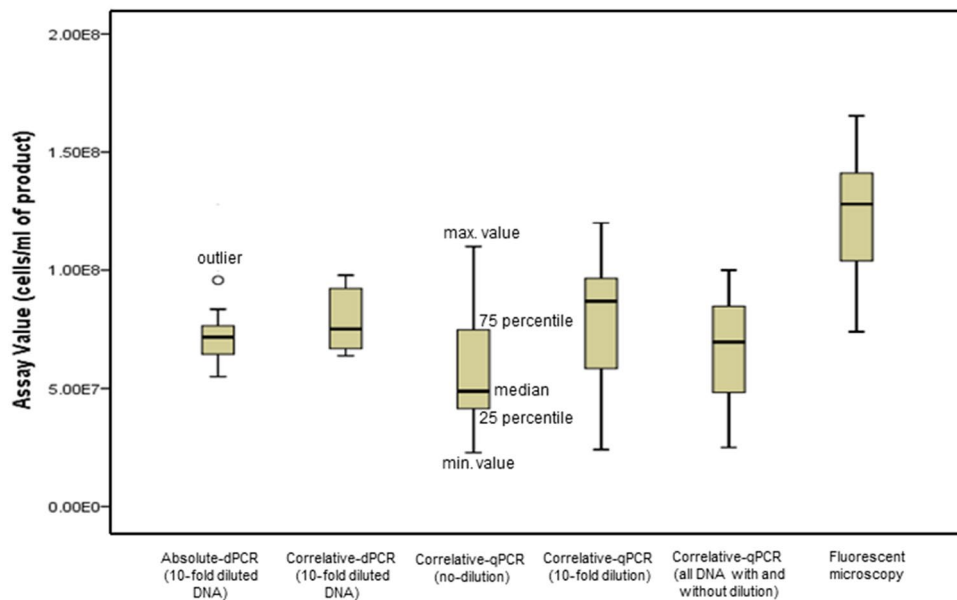 2.00E8
1.50E8
1.00E8
5.00E7
0.00E0
Assay Value (cells/ml of product)
outlier
max. value
75 percentile
median
25 percentile
min. value
Absolute-dPCR
(10-fold diluted
DNA)
Correlative-dPCR
(10-fold diluted
DNA)
Correlative-qPCR
(no-dilution)
Correlative-qPCR
(10-fold dilution)
Correlative-qPCR
(all DNA with and
without dilution)
Fluorescent
microscopy